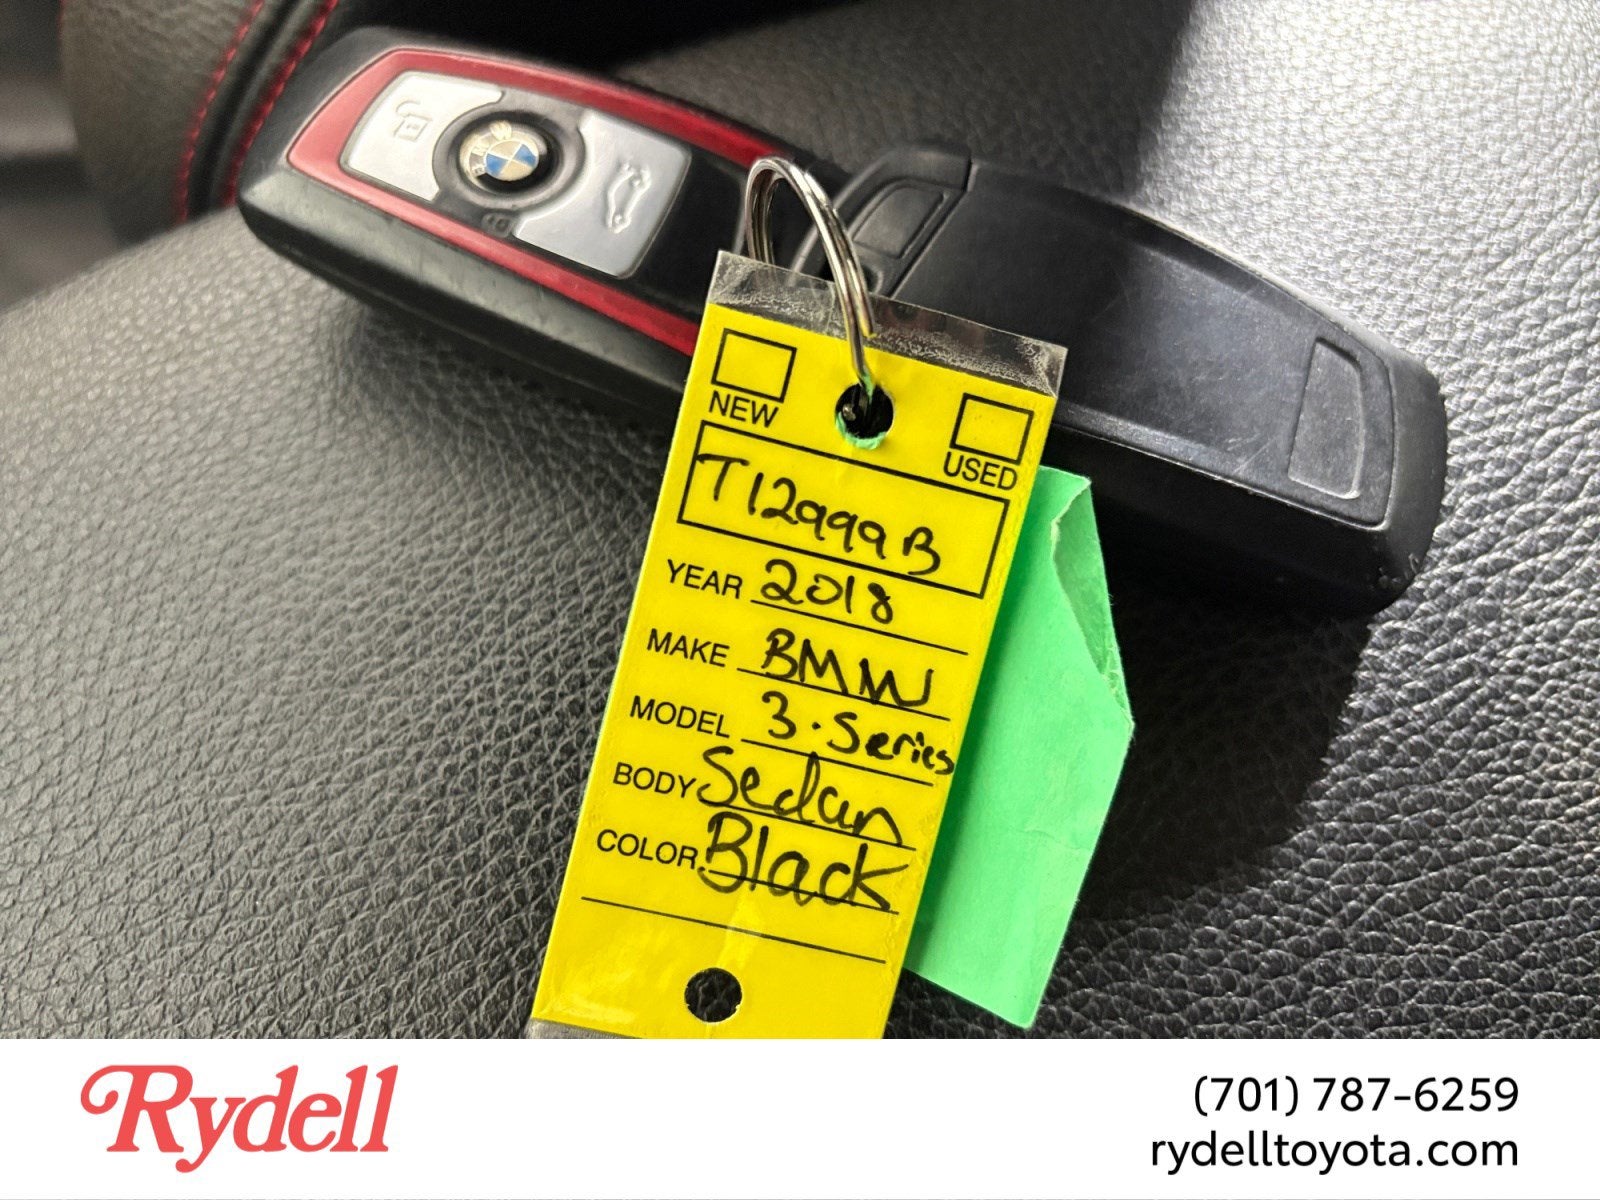 BMW
NEW
USED
T12999B
YEAR 2018
MAKE BMW
MODEL 3-Series
BODY Sedan
COLOR Black
Rydell
(701) 787-6259
rydelltoyota.com